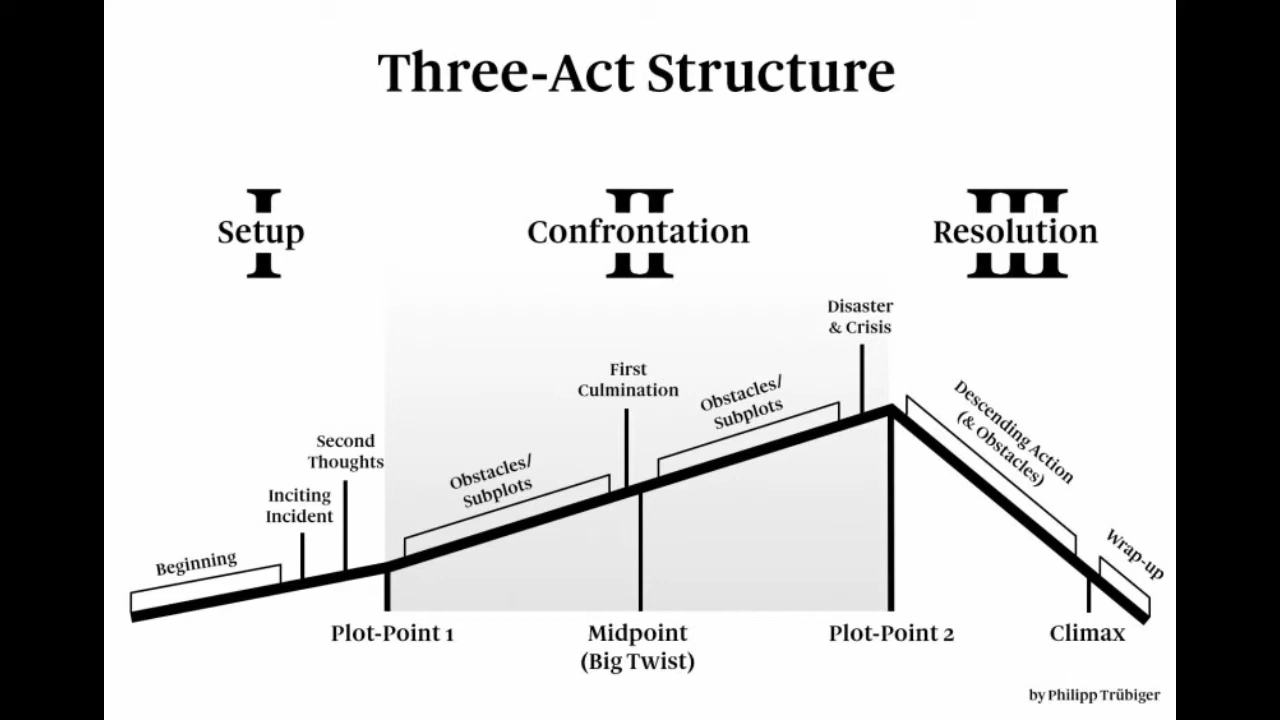 Three-Act Structure
I
Setup
II
Confrontation
III
Resolution
Beginning
Inciting
Incident
Second
Thoughts
Obstacles/
Subplots
First
Culmination
Obstacles/
Subplots
Disaster
& Crisis
Descending Action
(& Obstacles)
Wrap-up
Plot-Point 1
Midpoint
(Big Twist)
Plot-Point 2
Climax
by Philipp Trübiger